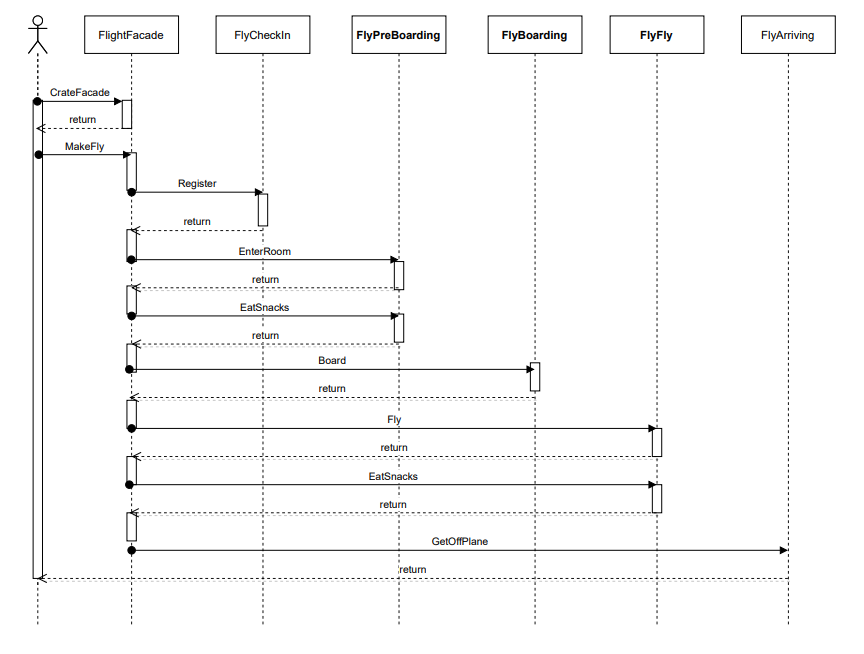 FlightFacade FlyCheckIn FlyPreBoarding FlyBoarding FlyFly FlyArriving
CrateFacade
return
MakeFly
Register
return
EnterRoom
return
EatSnacks
return
Board
return
Fly
return
EatSnacks
return
GetOffPlane
return